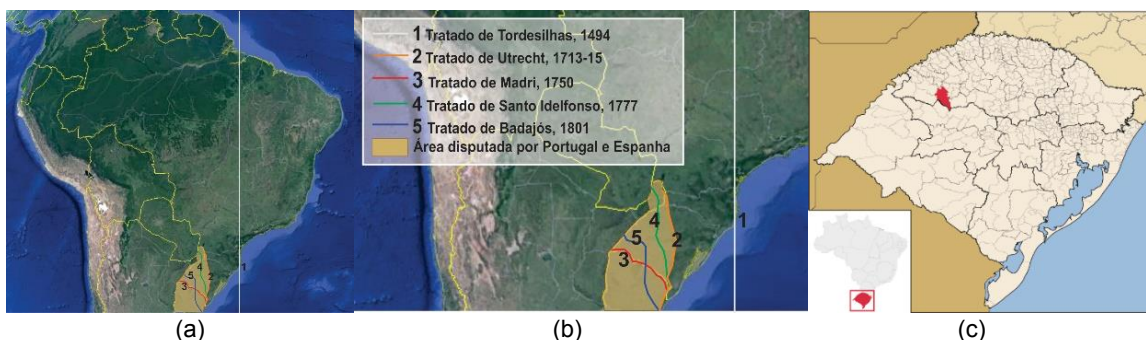 1 Tratado de Tordesilhas, 1494
2 Tratado de Utrecht, 1713-15
3 Tratado de Madri, 1750
4 Tratado de Santo Idelfonso, 1777
5 Tratado de Badajós, 1801
Área disputada por Portugal e Espanha
4
5
2
1
3
4
2
5
1
3
(a)
(b)
(c)